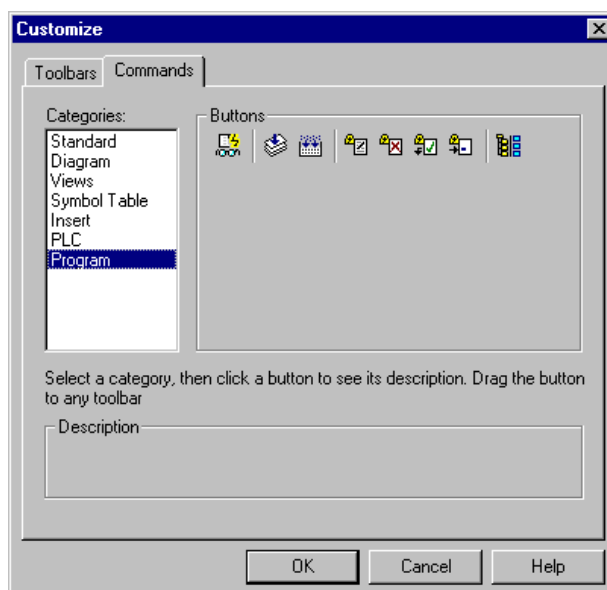 Customize
Toolbars
Commands
Categories:
Buttons
Standard
Diagram
Views
Symbol Table
Insert
PLC
Program
Select a category, then click a button to see its description. Drag the button
to any toolbar
Description
OK
Cancel
Help